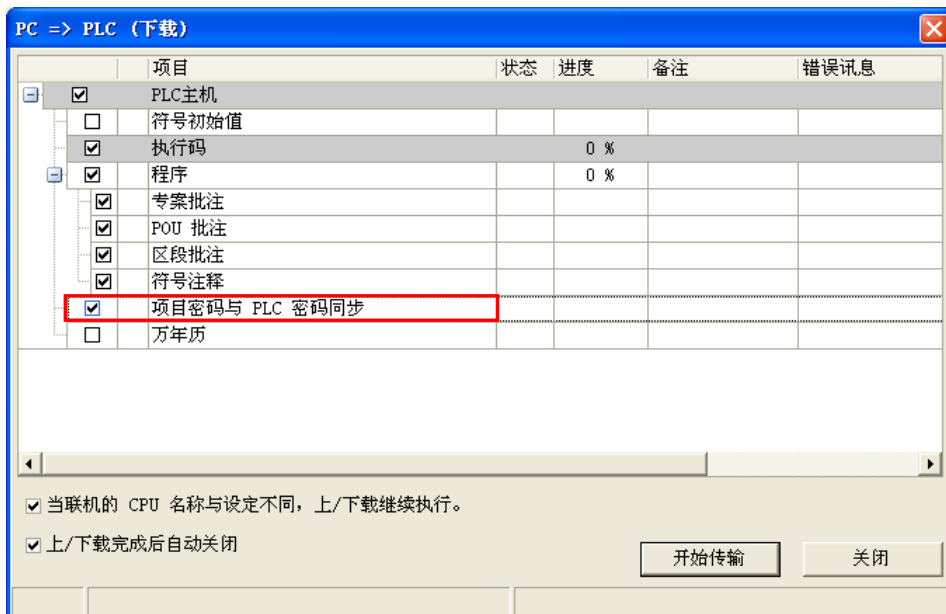 PC => PLC (下载)
项目 状态 进度 备注 错误讯息
PLC主机
符号初始值
执行码 0 %
程序 0 %
专案批注
POU 批注
区段批注
符号注释
项目密码与 PLC 密码同步
万年历
当联机的 CPU 名称与设定不同，上/下载继续执行。
上/下载完成后自动关闭
开始传输 关闭